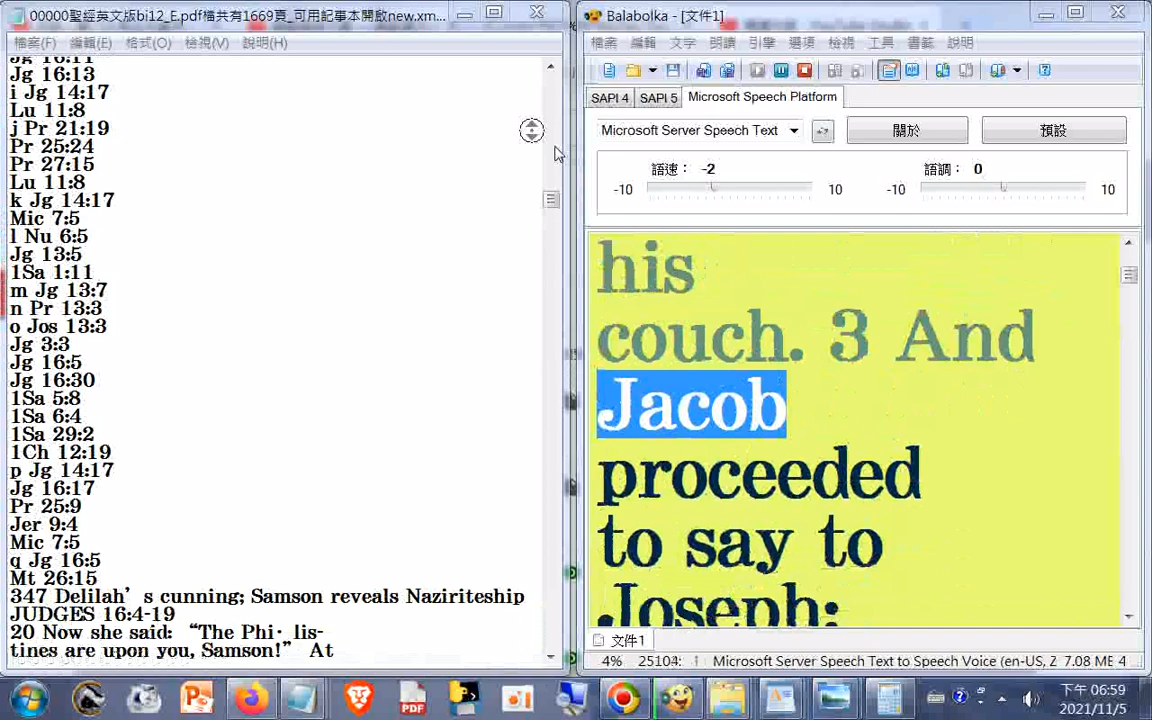 00000聖經英文版bi12_E.pdf檔共有1669頁_可用記事本開啟new.xm...
檔案(F) 編輯(E) 格式(O) 檢視(V) 說明(H)
Jg 16:13
i Jg 14:17
Lu 11:8
j Pr 21:19
Pr 25:24
Pr 27:15
Lu 11:8
k Jg 14:17
Mic 7:5
l Nu 6:5
Jg 13:5
1Sa 1:11
m Jg 13:7
n Pr 13:3
o Jos 13:3
Jg 3:3
Jg 16:5
Jg 16:30
1Sa 5:8
1Sa 6:4
1Sa 29:2
1Ch 12:19
p Jg 14:17
Jg 16:17
Pr 25:9
Jer 9:4
Mic 7:5
q Jg 16:5
Mt 26:15
347 Delilah’s cunning; Samson reveals Naziriteship
JUDGES 16:4-19
20 Now she said: “The Phi· lis-
tines are upon you, Samson!” At
Balabolka - [文件1]
檔案 編輯 文字 朗讀 引擎 選項 檢視 工具 書籤 說明
SAPI 4 SAPI 5 Microsoft Speech Platform
Microsoft Server Speech Text 關於 預設
語速： -2 語調： 0
-10 10 -10 10
his
couch. 3 And
Jacob
proceeded
to say to
Joseph:
文件1
4% 25104: Microsoft Server Speech Text to Speech Voice (en-US, Z 7.08 ME 4
PDF
下午 06:59
2021/11/5